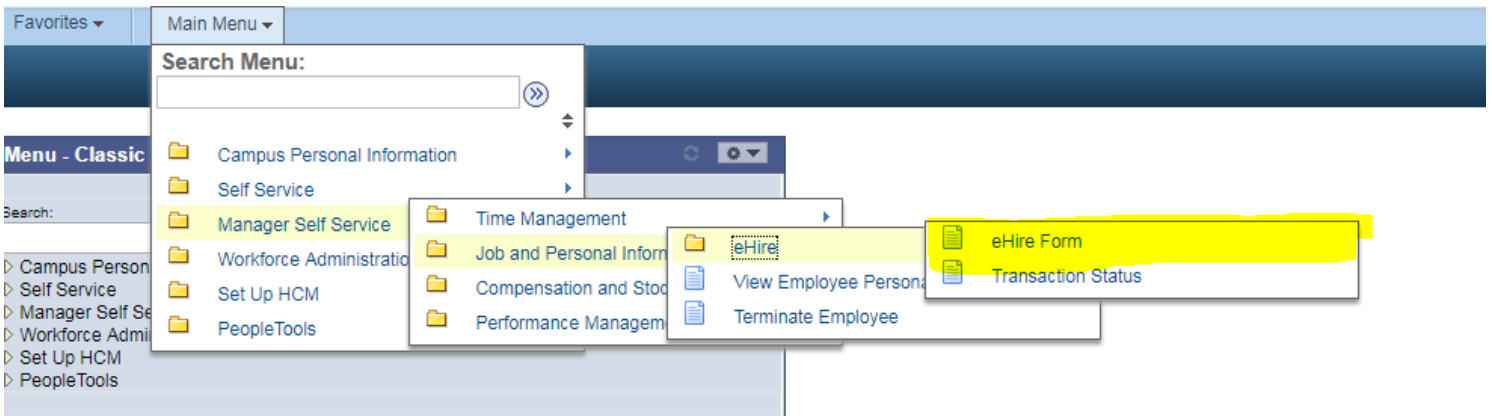 Favorites
Main Menu
Search Menu:
Menu - Classic
Search:
Campus Person
Self Service
Manager Self Se
Workforce Admi
Set Up HCM
PeopleTools
Campus Personal Information
Self Service
Manager Self Service
Workforce Administratio
Set Up HCM
PeopleTools
Time Management
Job and Personal Inform
Compensation and Stoc
Performance Managem
eHire
View Employee Persona
Terminate Employee
eHire Form
Transaction Status